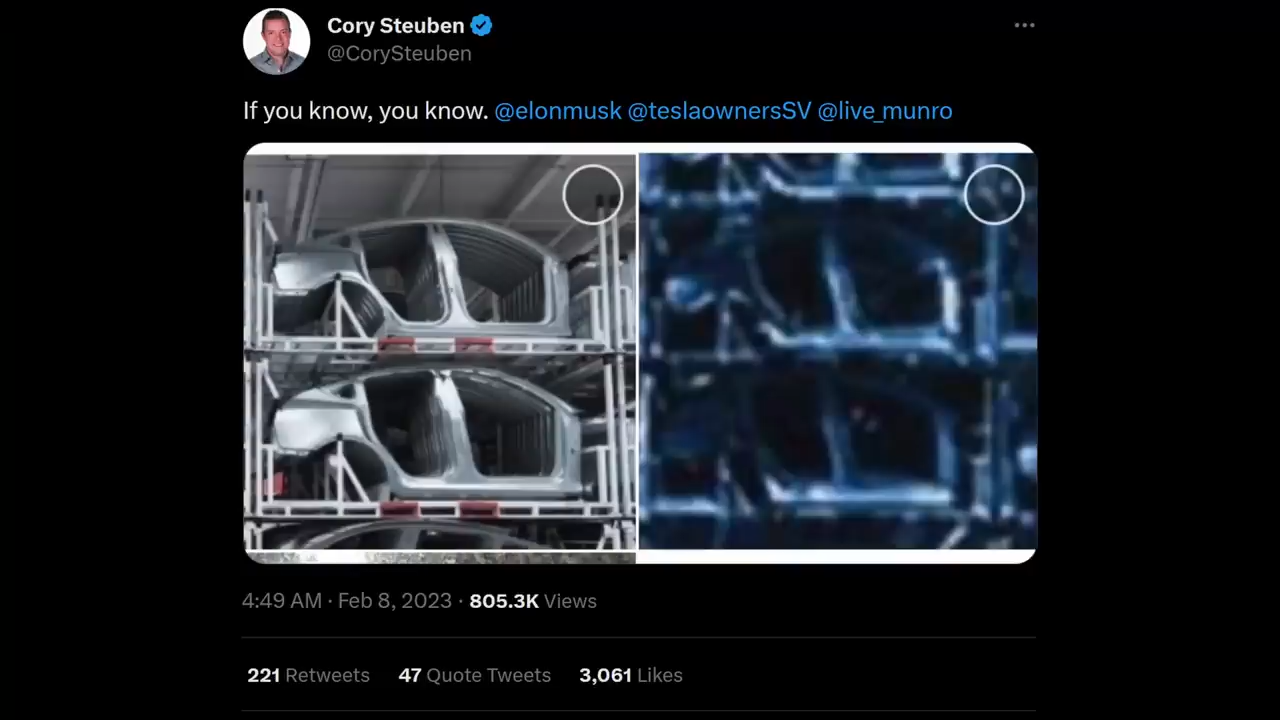 Cory Steuben
@CorySteuben
If you know, you know. @elonmusk @teslaownersSV @live_munro
4:49 AM · Feb 8, 2023 · 805.3K Views
221 Retweets 47 Quote Tweets 3,061 Likes